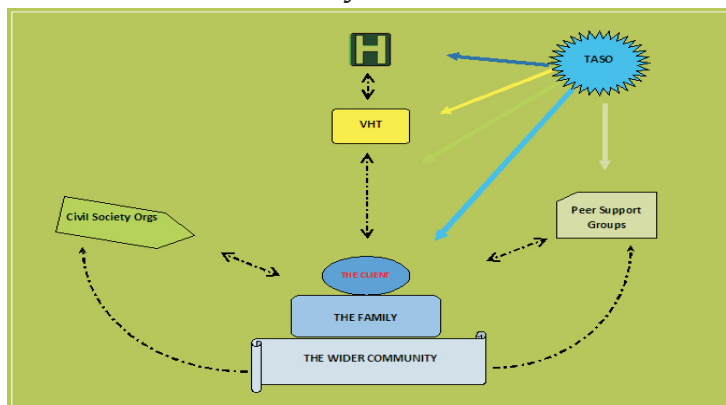 H
TASO
VHT
Civil Society Orgs
Peer Support
Groups
THE CLIENT
THE FAMILY
THE WIDER COMMUNITY